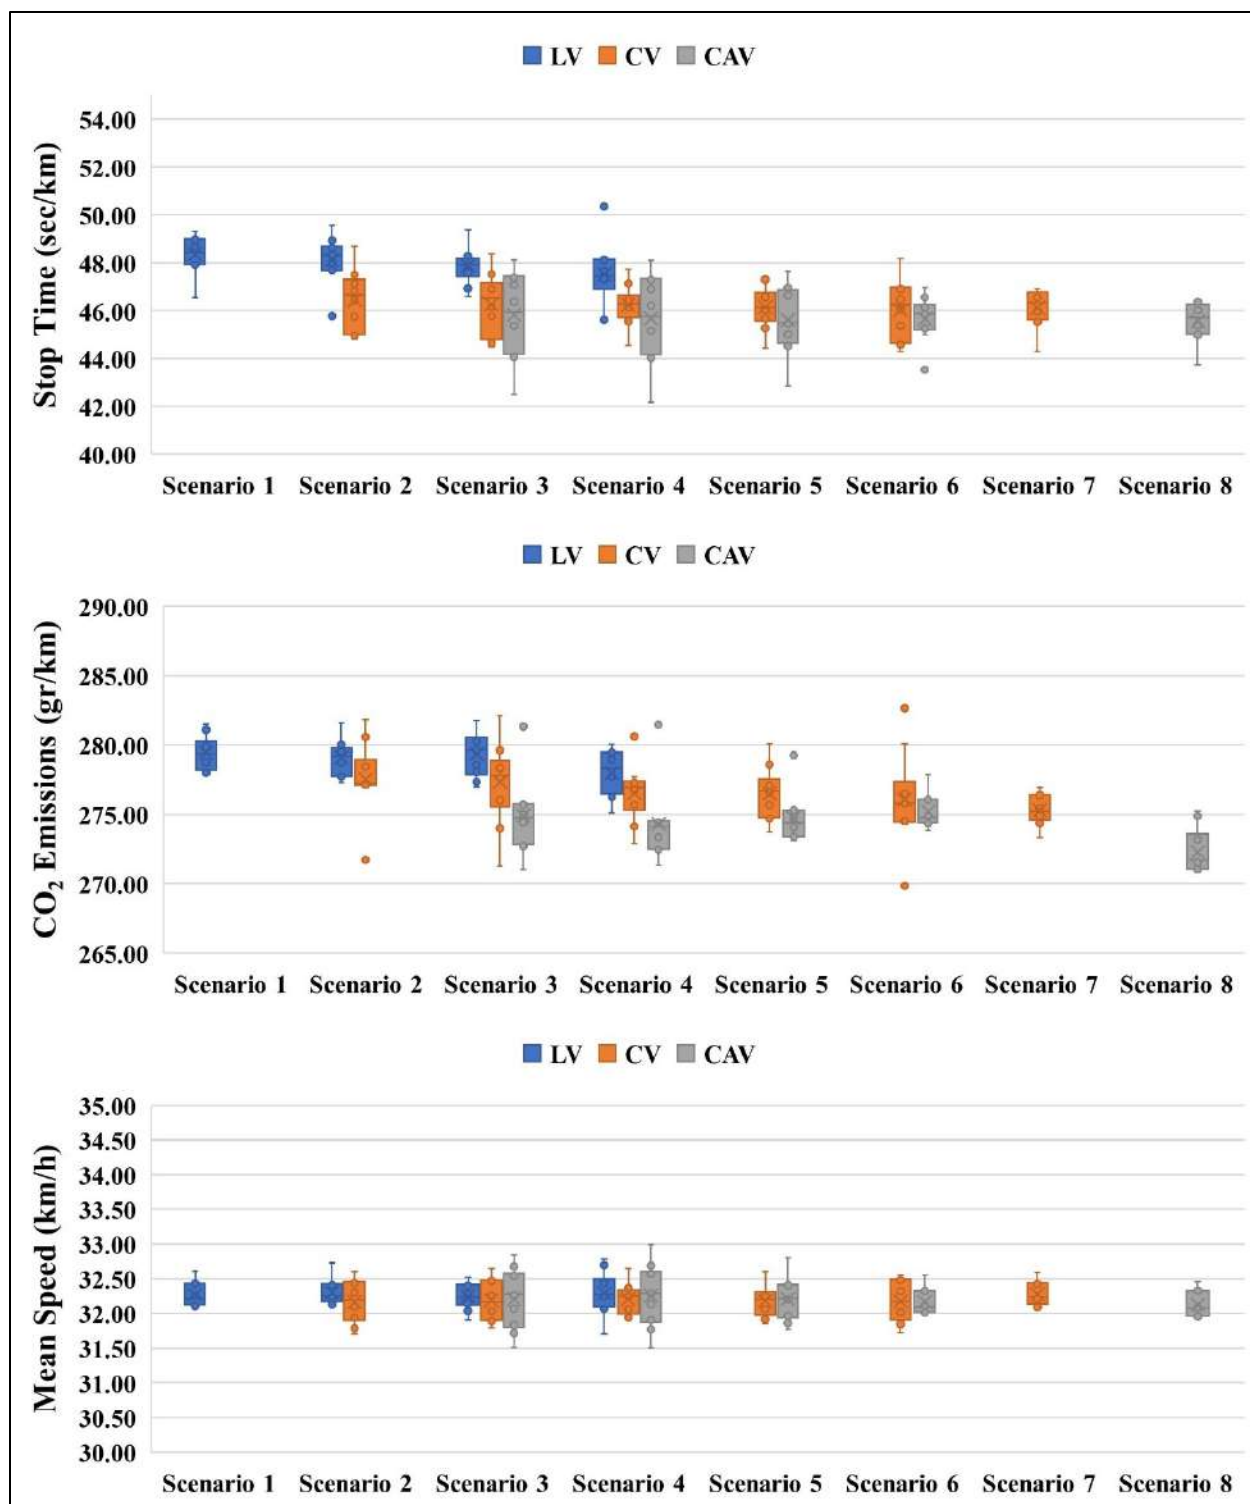 LV CV CAV
Stop Time (sec/km)
54.00
52.00
50.00
48.00
46.00
44.00
42.00
40.00
Scenario 1 Scenario 2 Scenario 3 Scenario 4 Scenario 5 Scenario 6 Scenario 7 Scenario 8
LV CV CAV
CO₂ Emissions (gr/km)
290.00
285.00
280.00
275.00
270.00
265.00
Scenario 1 Scenario 2 Scenario 3 Scenario 4 Scenario 5 Scenario 6 Scenario 7 Scenario 8
LV CV CAV
Mean Speed (km/h)
35.00
34.50
34.00
33.50
33.00
32.50
32.00
31.50
31.00
30.50
30.00
Scenario 1 Scenario 2 Scenario 3 Scenario 4 Scenario 5 Scenario 6 Scenario 7 Scenario 8